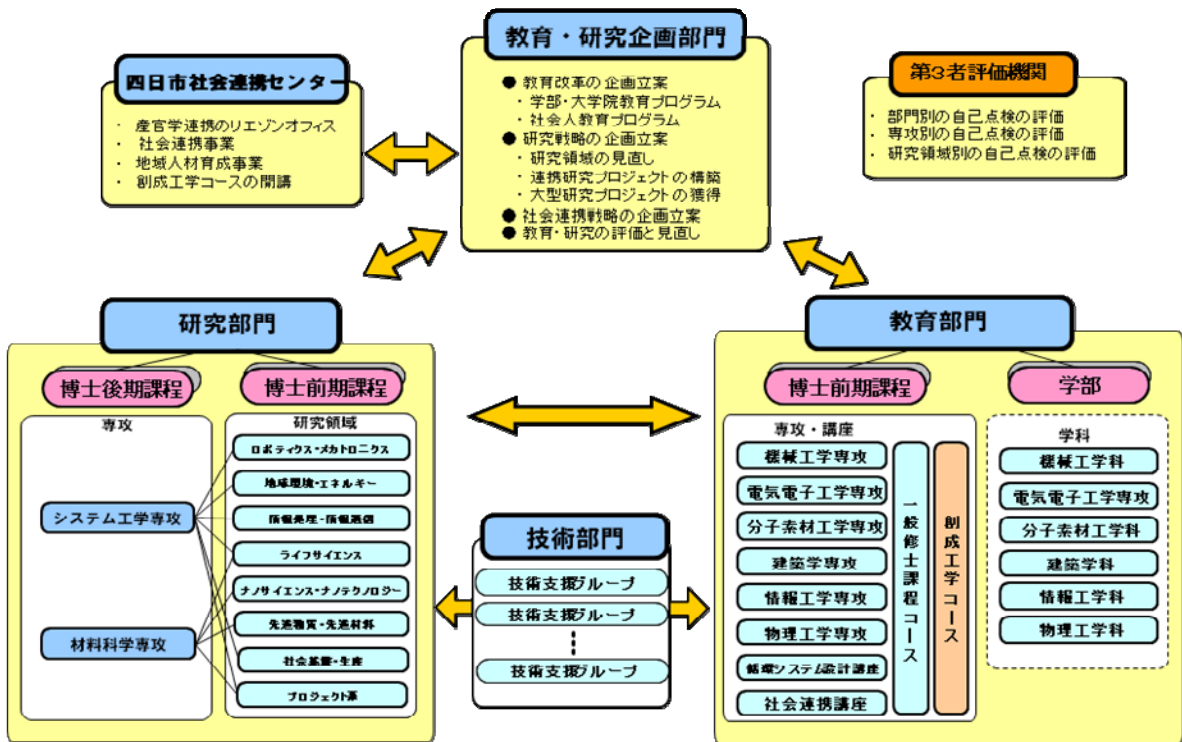 教育・研究企画部門
● 教育改革の企画立案
・学部・大学院教育プログラム
・社会人教育プログラム
● 研究戦略の企画立案
・研究領域の見直し
・連携研究プロジェクトの構築
・大型研究プロジェクトの獲得
● 社会連携戦略の企画立案
● 教育・研究の評価と見直し
四日市社会連携センター
・ 産官学連携のリエゾンオフィス
・ 社会連携事業
・ 地域人材育成事業
・ 創成工学コースの開講
第3者評価機関
・部門別の自己点検の評価
・専攻別の自己点検の評価
・研究領域別の自己点検の評価
研究部門
博士後期課程
専攻
システム工学専攻
材料科学専攻
博士前期課程
研究領域
ロボティクス・メカトロニクス
地球環境・エネルギー
情報処理・情報通信
ライフサイエンス
ナノサイエンス・ナノテクノロジー
先進物質・先進材料
社会基盤・生産
プロジェクト系
技術部門
技術支援グループ
技術支援グループ
技術支援グループ
教育部門
博士前期課程
専攻・講座
機械工学専攻
電気電子工学専攻
分子素材工学専攻
建築学専攻
情報工学専攻
物理工学専攻
循環システム設計講座
社会連携講座
一般修士課程コース
創成工学コース
学部
学科
機械工学科
電気電子工学専攻
分子素材工学科
建築学科
情報工学科
物理工学科